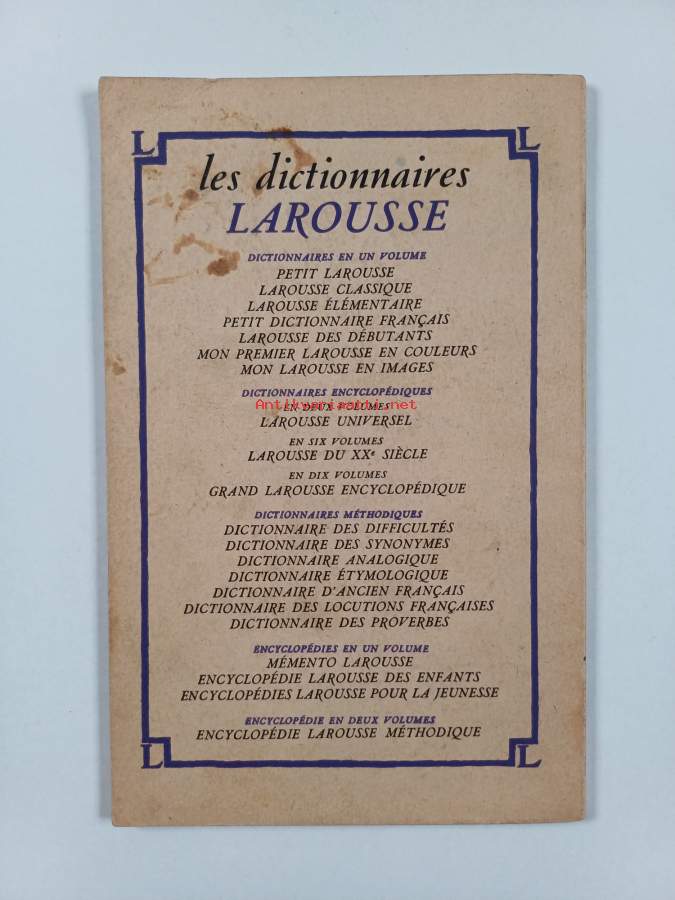 L L
les dictionnaires
LAROUSSE
DICTIONNAIRES EN UN VOLUME
PETIT LAROUSSE
LAROUSSE CLASSIQUE
LAROUSSE ÉLÉMENTAIRE
PETIT DICTIONNAIRE FRANÇAIS
LAROUSSE DES DÉBUTANTS
MON PREMIER LAROUSSE EN COULEURS
MON LAROUSSE EN IMAGES
DICTIONNAIRES ENCYCLOPÉDIQUES
Antikvariaatti.net
EN DEUX VOLUMES
LAROUSSE UNIVERSEL
EN SIX VOLUMES
LAROUSSE DU XXe SIÈCLE
EN DIX VOLUMES
GRAND LAROUSSE ENCYCLOPÉDIQUE
DICTIONNAIRES MÉTHODIQUES
DICTIONNAIRE DES DIFFICULTÉS
DICTIONNAIRE DES SYNONYMES
DICTIONNAIRE ANALOGIQUE
DICTIONNAIRE ÉTYMOLOGIQUE
DICTIONNAIRE D'ANCIEN FRANÇAIS
DICTIONNAIRE DES LOCUTIONS FRANÇAISES
DICTIONNAIRE DES PROVERBES
ENCYCLOPÉDIES EN UN VOLUME
MÉMENTO LAROUSSE
ENCYCLOPÉDIE LAROUSSE DES ENFANTS
ENCYCLOPÉDIES LAROUSSE POUR LA JEUNESSE
ENCYCLOPÉDIE EN DEUX VOLUMES
ENCYCLOPÉDIE LAROUSSE MÉTHODIQUE
L L